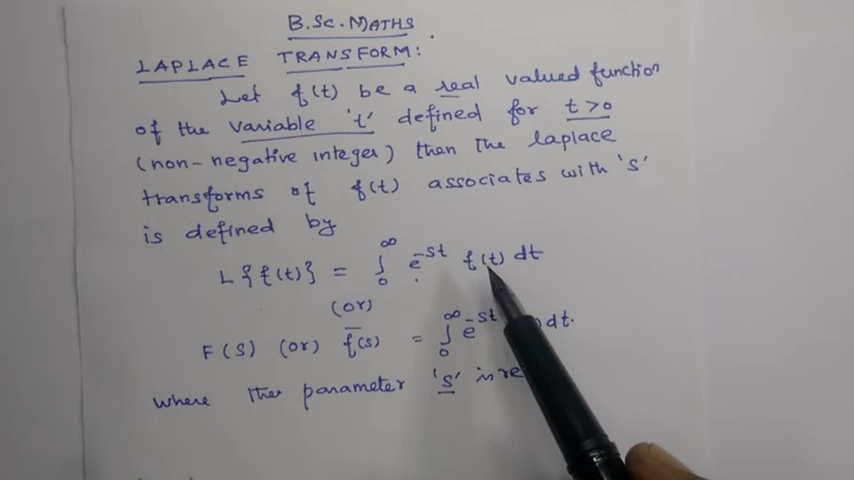 B.Sc. MATHS
LAPLACE TRANSFORM:
Let f(t) be a real valued function
of the variable 't' defined for t > 0
(non-negative integer) then the laplace
transforms of f(t) associates with 's'
is defined by
L{f(t)} = ∫₀^∞ e^-st f(t) dt
(or)
F(S) (or) f̅(s) = ∫₀^∞ e^-st dt.
where the parameter 's' is